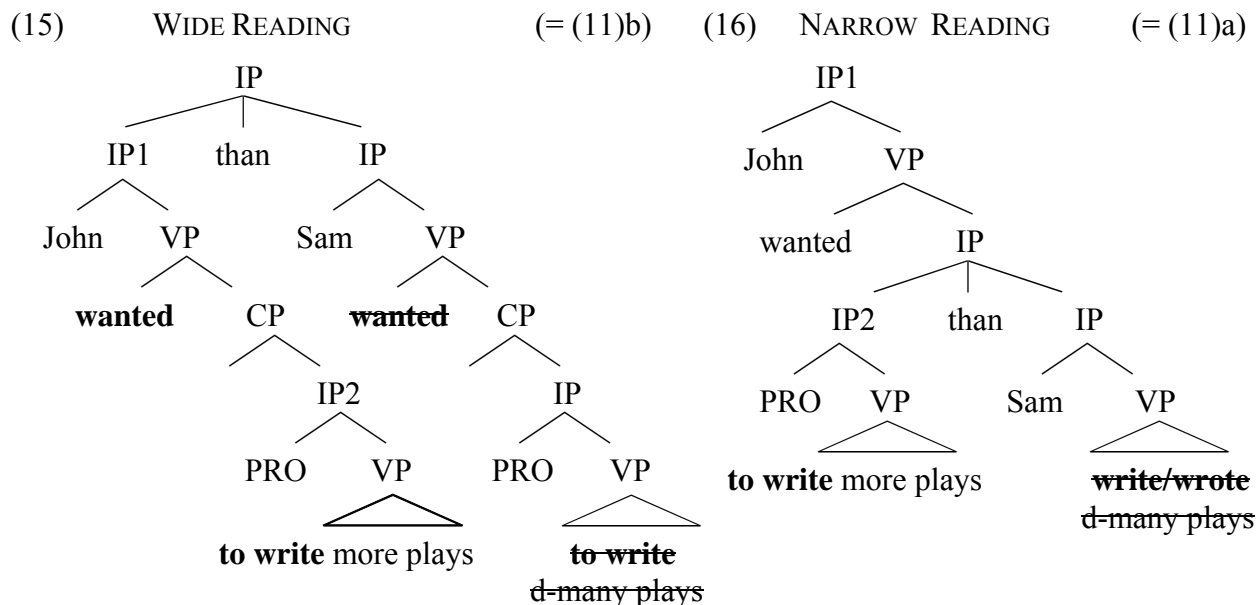 (15) WIDE READING (= (11)b) (16) NARROW READING (= (11)a)
IP IP1
IP1 than IP John VP
John VP Sam VP wanted IP
wanted CP wanted CP IP2 than IP
IP2 IP PRO VP Sam VP
PRO VP PRO VP to write more plays write/wrote
d-many plays
to write more plays to write
d-many plays